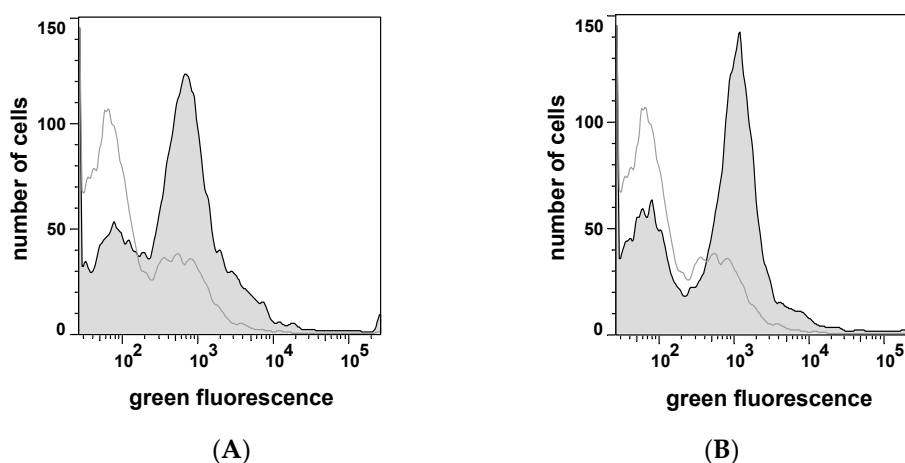 150
100
50
0
number of cells
10² 10³ 10⁴ 10⁵
green fluorescence
(A)
150
100
50
0
number of cells
10² 10³ 10⁴ 10⁵
green fluorescence
(B)